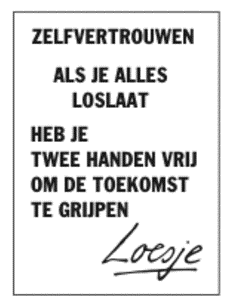 ZELFVERTROUWEN
ALS JE ALLES
LOSLAAT
HEB JE
TWEE HANDEN VRIJ
OM DE TOEKOMST
TE GRIJPEN
Loesje